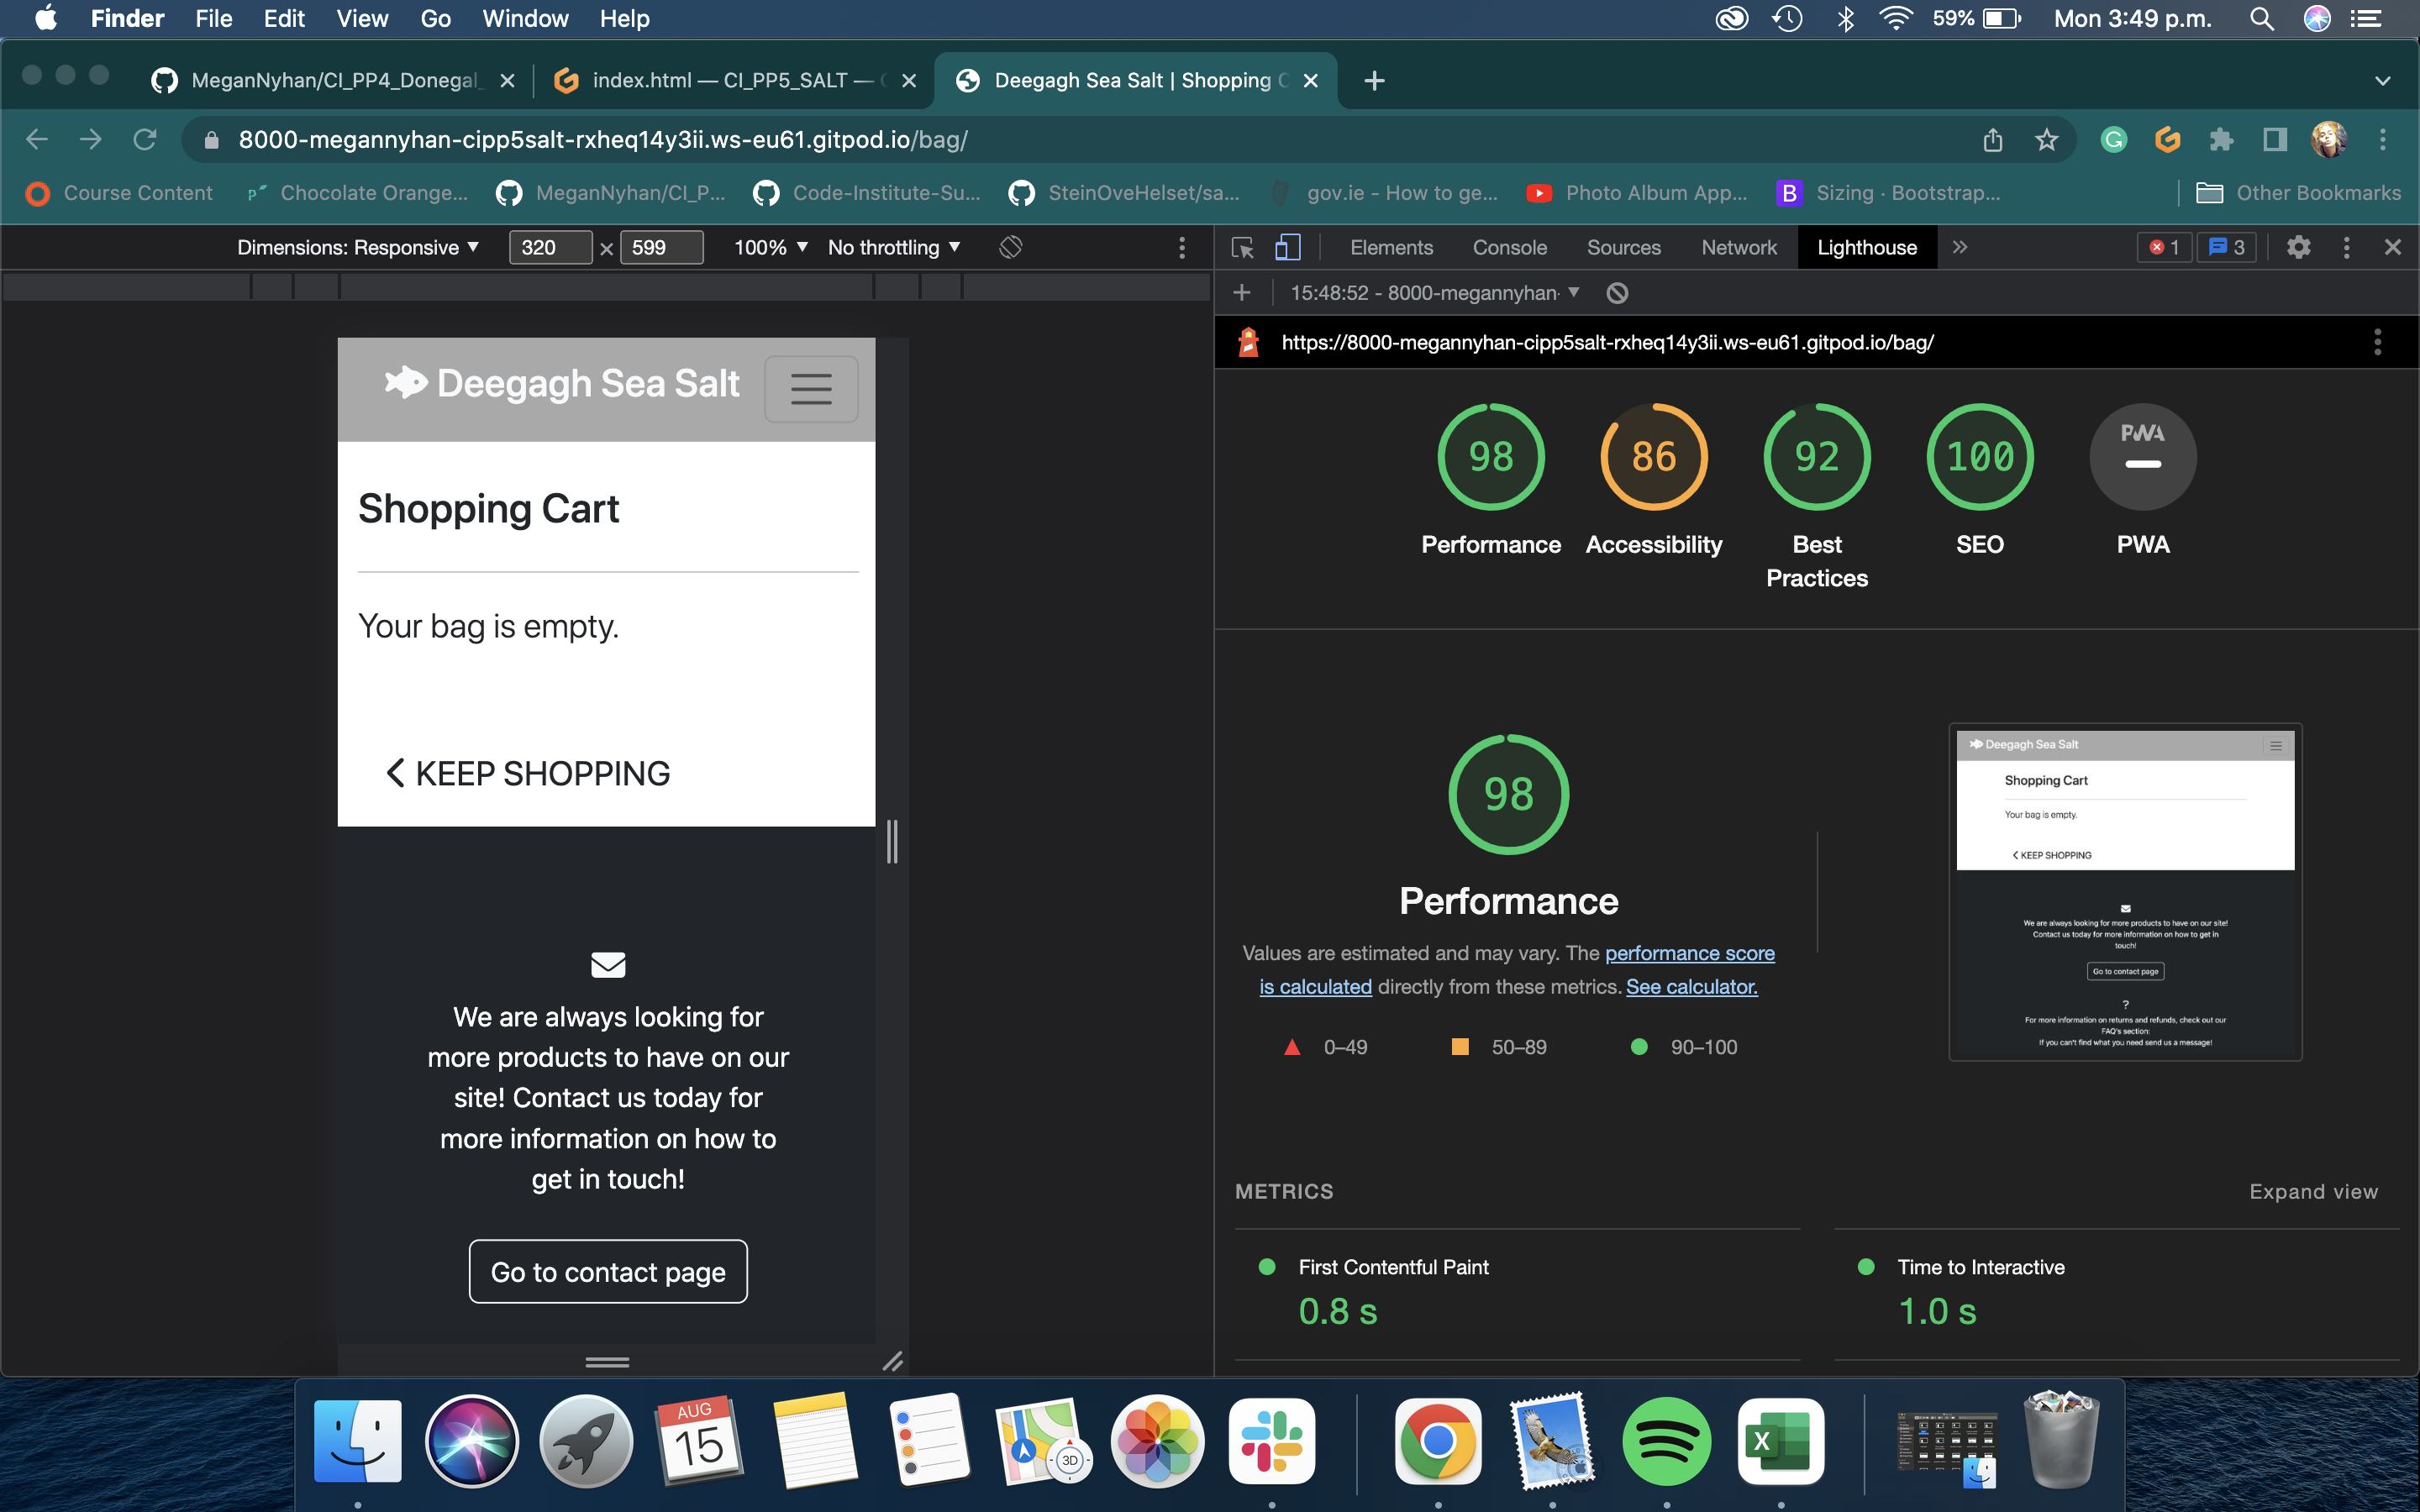 Finder File Edit View Go Window Help 59% Mon 3:49 p.m.
MeganNyhan/CI_PP4_Donegal_ index.html — CI_PP5_SALT — Deegagh Sea Salt | Shopping
8000-megannyhan-cipp5salt-rxheq14y3ii.ws-eu61.gitpod.io/bag/
Course Content Chocolate Orange... MeganNyhan/CI_P... Code-Institute-Su... SteinOveHelset/sa... gov.ie - How to ge... Photo Album App... B Sizing · Bootstrap... Other Bookmarks
Dimensions: Responsive 320 × 599 100% No throttling
Elements Console Sources Network Lighthouse 1 3
15:48:52 - 8000-megannyhan-
https://8000-megannyhan-cipp5salt-rxheq14y3ii.ws-eu61.gitpod.io/bag/
Deegagh Sea Salt
Shopping Cart
Your bag is empty.
KEEP SHOPPING
We are always looking for
more products to have on our
site! Contact us today for
more information on how to
get in touch!
Go to contact page
98 86 92 100 PWA
Performance Accessibility Best Practices SEO PWA
98
Performance
Values are estimated and may vary. The performance score
is calculated directly from these metrics. See calculator.
0–49 50–89 90–100
Deegagh Sea Salt
Shopping Cart
Your bag is empty.
KEEP SHOPPING
We are always looking for more products to have on our site!
Contact us today for more information on how to get in
touch!
Go to contact page
?
For more information on returns and refunds, check out our
FAQ's section:
If you can't find what you need send us a message!
METRICS Expand view
First Contentful Paint
0.8 s
Time to Interactive
1.0 s
AUG
15
3D
X